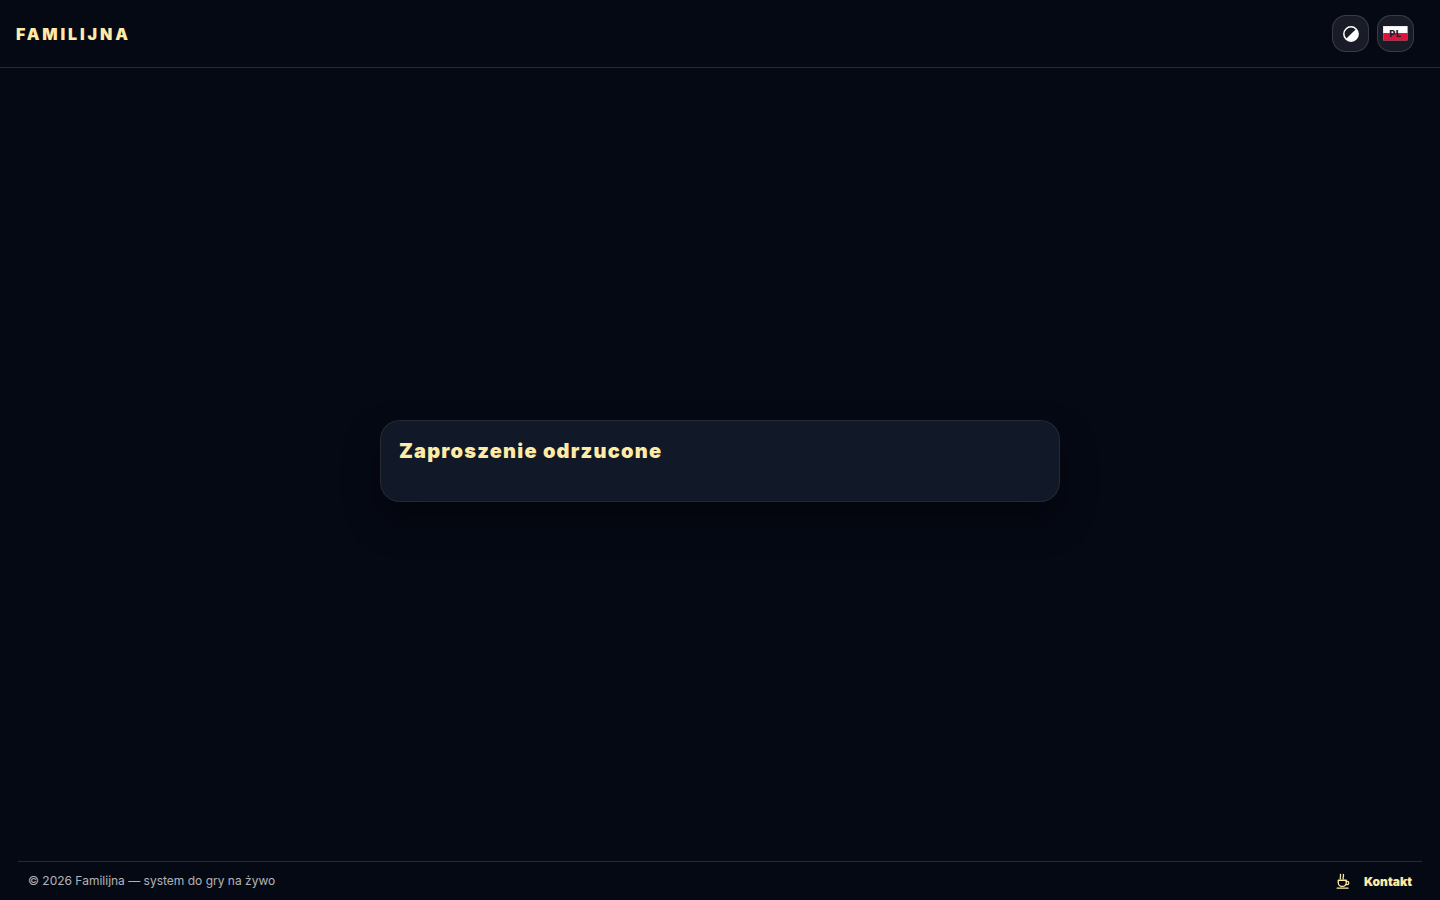 FAMILIJNA
PL
Zaproszenie odrzucone
© 2026 Familijna — system do gry na żywo
Kontakt